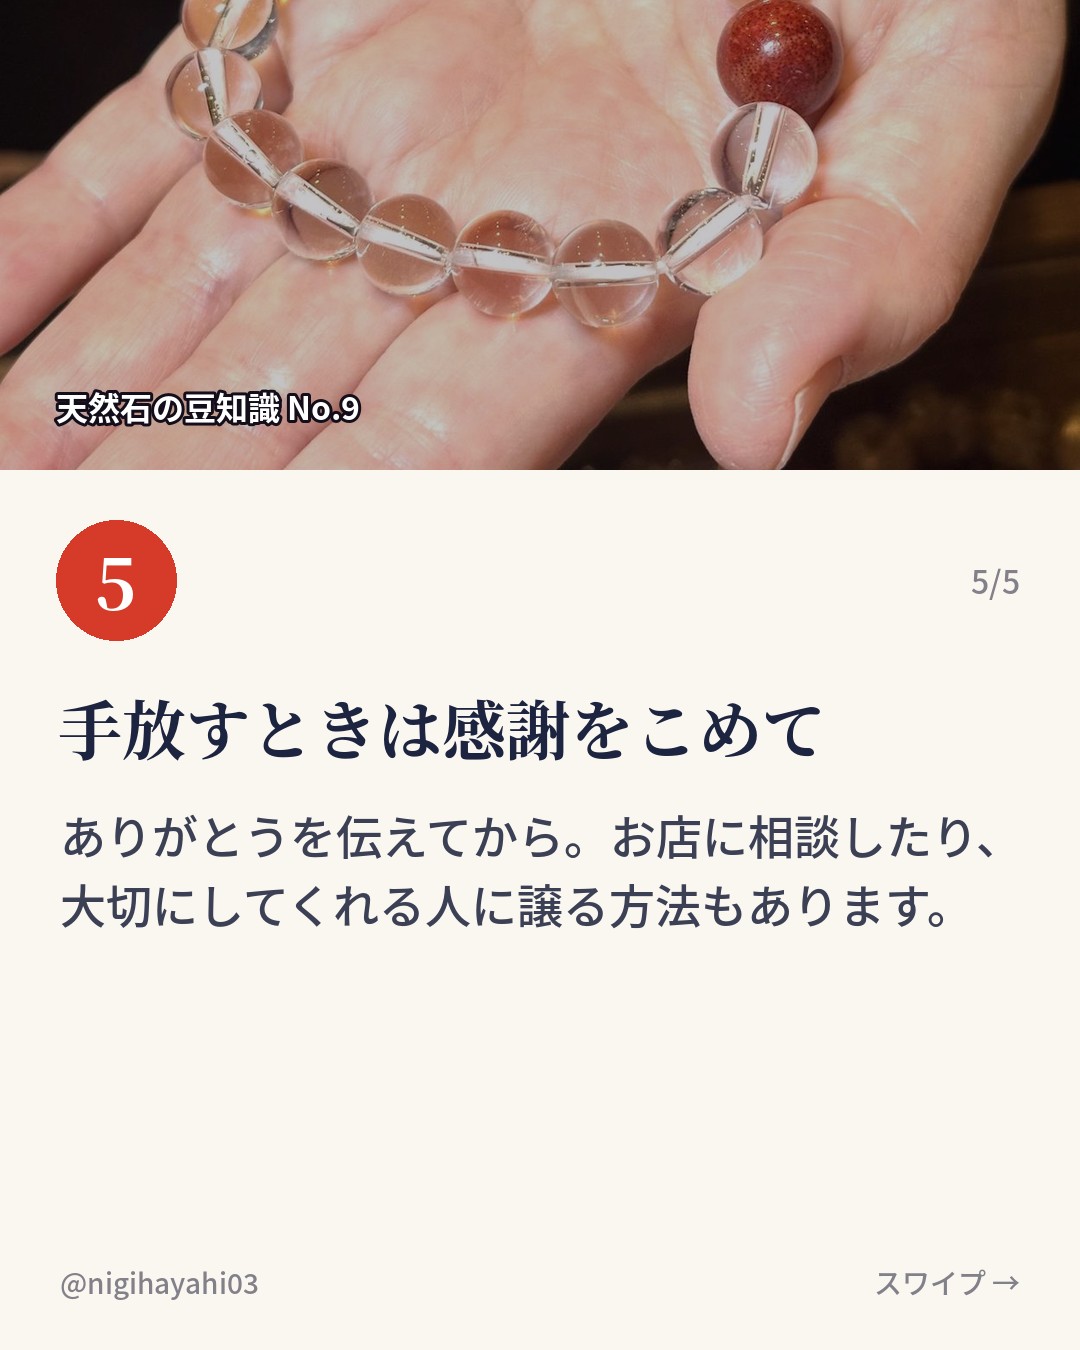 天然石の豆知識 No.9
5
5/5
手放すときは感謝をこめて
ありがとうを伝えてから。お店に相談したり、
大切にしてくれる人に譲る方法もあります。
@nigihayahi03
スワイプ →